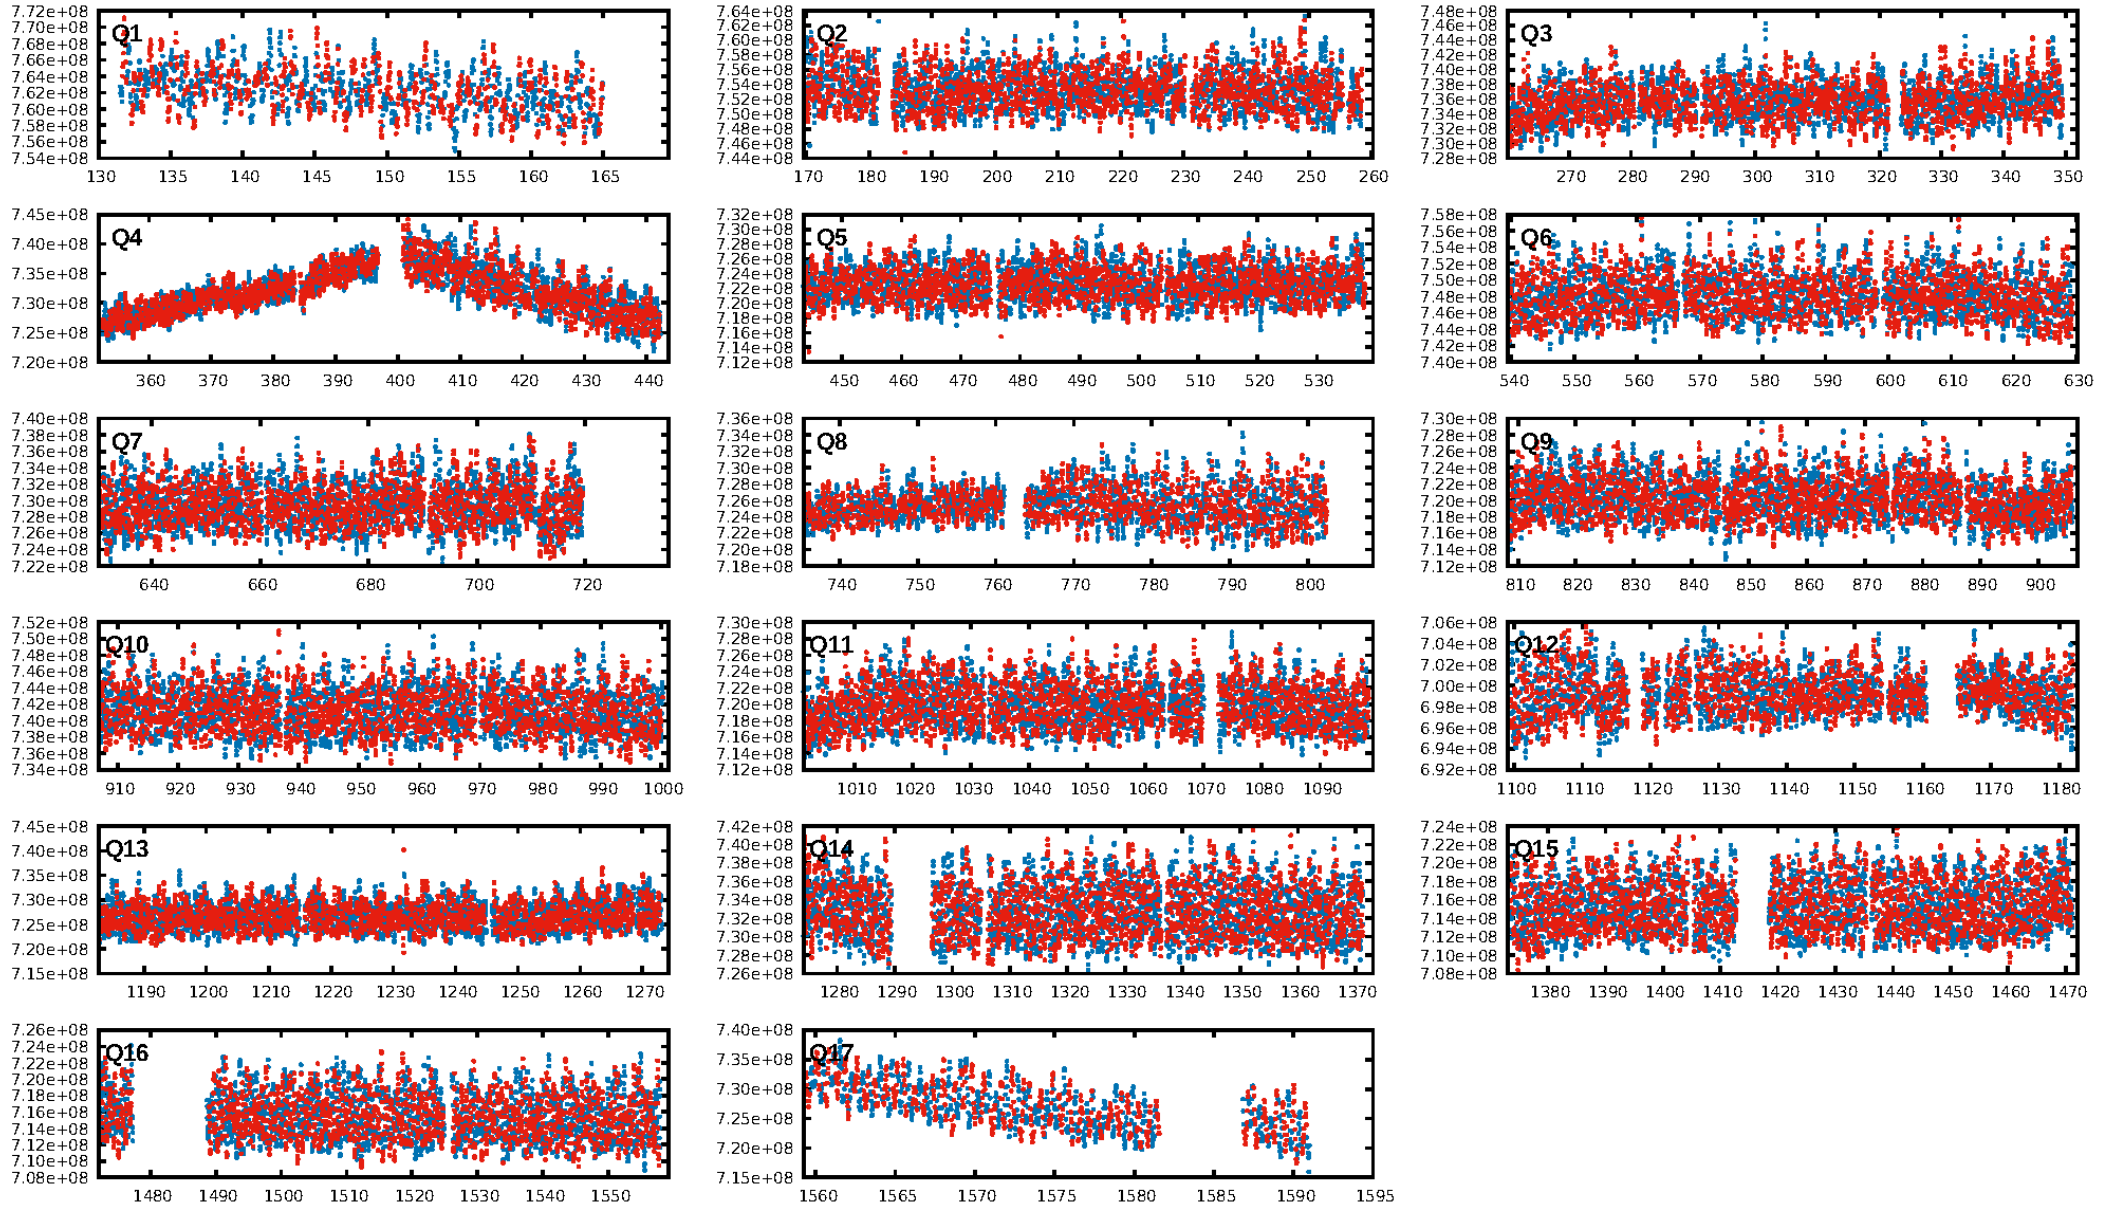 7.72e+08
7.70e+08
7.68e+08
7.66e+08
7.64e+08
7.62e+08
7.60e+08
7.58e+08
7.56e+08
7.54e+08
Q1
130 135 140 145 150 155 160 165
7.64e+08
7.62e+08
7.60e+08
7.58e+08
7.56e+08
7.54e+08
7.52e+08
7.50e+08
7.48e+08
7.46e+08
7.44e+08
Q2
170 180 190 200 210 220 230 240 250 260
7.48e+08
7.46e+08
7.44e+08
7.42e+08
7.40e+08
7.38e+08
7.36e+08
7.34e+08
7.32e+08
7.30e+08
7.28e+08
Q3
270 280 290 300 310 320 330 340 350
7.45e+08
7.40e+08
7.35e+08
7.30e+08
7.25e+08
7.20e+08
Q4
360 370 380 390 400 410 420 430 440
7.32e+08
7.30e+08
7.28e+08
7.26e+08
7.24e+08
7.22e+08
7.20e+08
7.18e+08
7.16e+08
7.14e+08
7.12e+08
Q5
450 460 470 480 490 500 510 520 530
7.58e+08
7.56e+08
7.54e+08
7.52e+08
7.50e+08
7.48e+08
7.46e+08
7.44e+08
7.42e+08
7.40e+08
Q6
540 550 560 570 580 590 600 610 620 630
7.40e+08
7.38e+08
7.36e+08
7.34e+08
7.32e+08
7.30e+08
7.28e+08
7.26e+08
7.24e+08
7.22e+08
Q7
640 660 680 700 720
7.36e+08
7.34e+08
7.32e+08
7.30e+08
7.28e+08
7.26e+08
7.24e+08
7.22e+08
7.20e+08
7.18e+08
Q8
740 750 760 770 780 790 800
7.30e+08
7.28e+08
7.26e+08
7.24e+08
7.22e+08
7.20e+08
7.18e+08
7.16e+08
7.14e+08
7.12e+08
Q9
810 820 830 840 850 860 870 880 890 900
7.52e+08
7.50e+08
7.48e+08
7.46e+08
7.44e+08
7.42e+08
7.40e+08
7.38e+08
7.36e+08
7.34e+08
Q10
910 920 930 940 950 960 970 980 990 1000
7.30e+08
7.28e+08
7.26e+08
7.24e+08
7.22e+08
7.20e+08
7.18e+08
7.16e+08
7.14e+08
7.12e+08
Q11
1010 1020 1030 1040 1050 1060 1070 1080 1090
7.06e+08
7.04e+08
7.02e+08
7.00e+08
6.98e+08
6.96e+08
6.94e+08
6.92e+08
Q12
1100 1110 1120 1130 1140 1150 1160 1170 1180
7.45e+08
7.40e+08
7.35e+08
7.30e+08
7.25e+08
7.20e+08
7.15e+08
Q13
1190 1200 1210 1220 1230 1240 1250 1260 1270
7.42e+08
7.40e+08
7.38e+08
7.36e+08
7.34e+08
7.32e+08
7.30e+08
7.28e+08
7.26e+08
Q14
1280 1290 1300 1310 1320 1330 1340 1350 1360 1370
7.24e+08
7.22e+08
7.20e+08
7.18e+08
7.16e+08
7.14e+08
7.12e+08
7.10e+08
7.08e+08
Q15
1380 1390 1400 1410 1420 1430 1440 1450 1460 1470
7.26e+08
7.24e+08
7.22e+08
7.20e+08
7.18e+08
7.16e+08
7.14e+08
7.12e+08
7.10e+08
7.08e+08
Q16
1480 1490 1500 1510 1520 1530 1540 1550
7.40e+08
7.35e+08
7.30e+08
7.25e+08
7.20e+08
7.15e+08
Q17
1560 1565 1570 1575 1580 1585 1590 1595